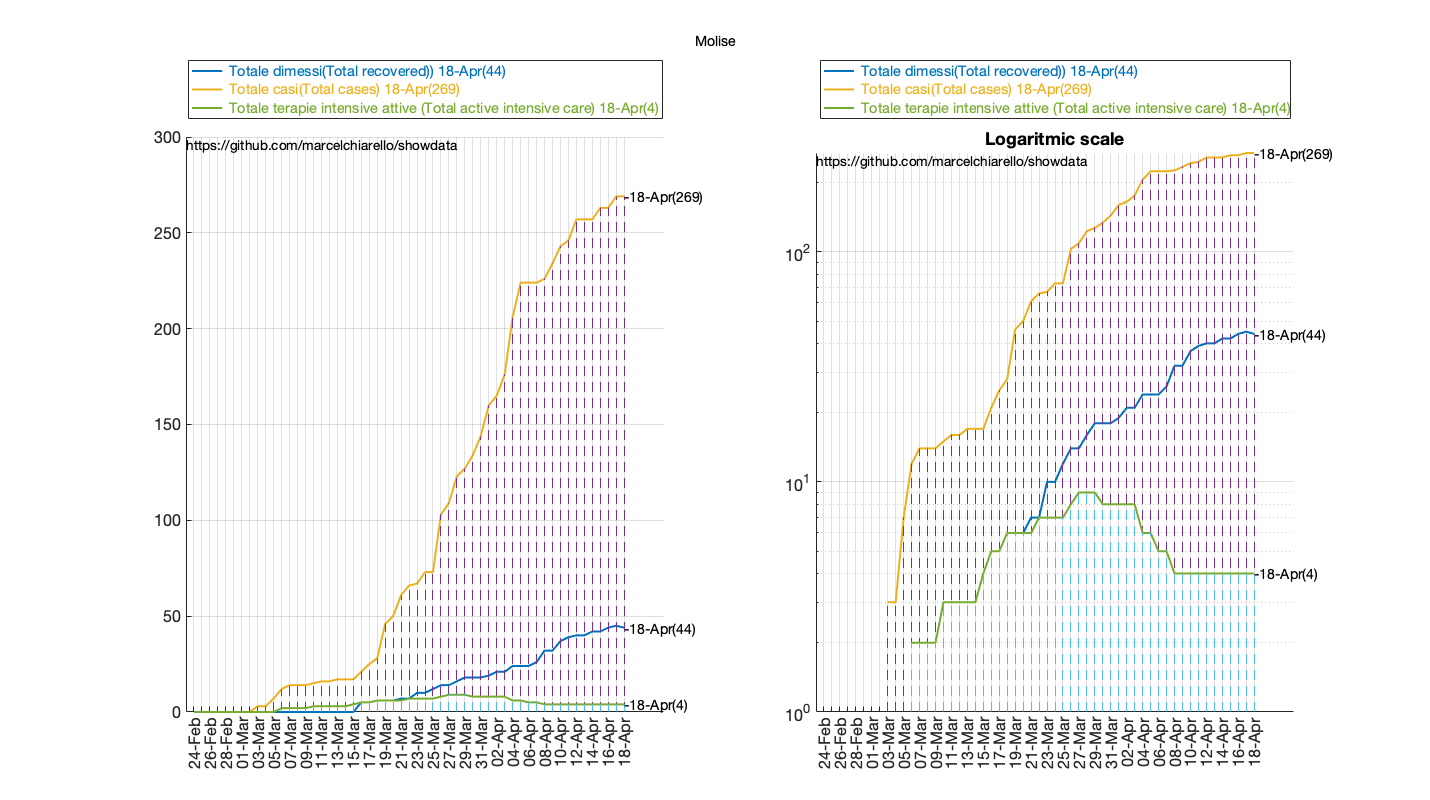 Molise
Totale dimessi(Total recovered)) 18-Apr(44)
Totale casi(Total cases) 18-Apr(269)
Totale terapie intensive attive (Total active intensive care) 18-Apr(4)
https://github.com/marcelchiarello/showdata
300
250
200
150
100
50
0
18-Apr(269)
18-Apr(44)
18-Apr(4)
24-Feb
26-Feb
28-Feb
01-Mar
03-Mar
05-Mar
07-Mar
09-Mar
11-Mar
13-Mar
15-Mar
17-Mar
19-Mar
21-Mar
23-Mar
25-Mar
27-Mar
29-Mar
31-Mar
02-Apr
04-Apr
06-Apr
08-Apr
10-Apr
12-Apr
14-Apr
16-Apr
18-Apr
Totale dimessi(Total recovered)) 18-Apr(44)
Totale casi(Total cases) 18-Apr(269)
Totale terapie intensive attive (Total active intensive care) 18-Apr(4)
Logaritmic scale
https://github.com/marcelchiarello/showdata
10²
10¹
10⁰
18-Apr(269)
18-Apr(44)
18-Apr(4)
24-Feb
26-Feb
28-Feb
01-Mar
03-Mar
05-Mar
07-Mar
09-Mar
11-Mar
13-Mar
15-Mar
17-Mar
19-Mar
21-Mar
23-Mar
25-Mar
27-Mar
29-Mar
31-Mar
02-Apr
04-Apr
06-Apr
08-Apr
10-Apr
12-Apr
14-Apr
16-Apr
18-Apr